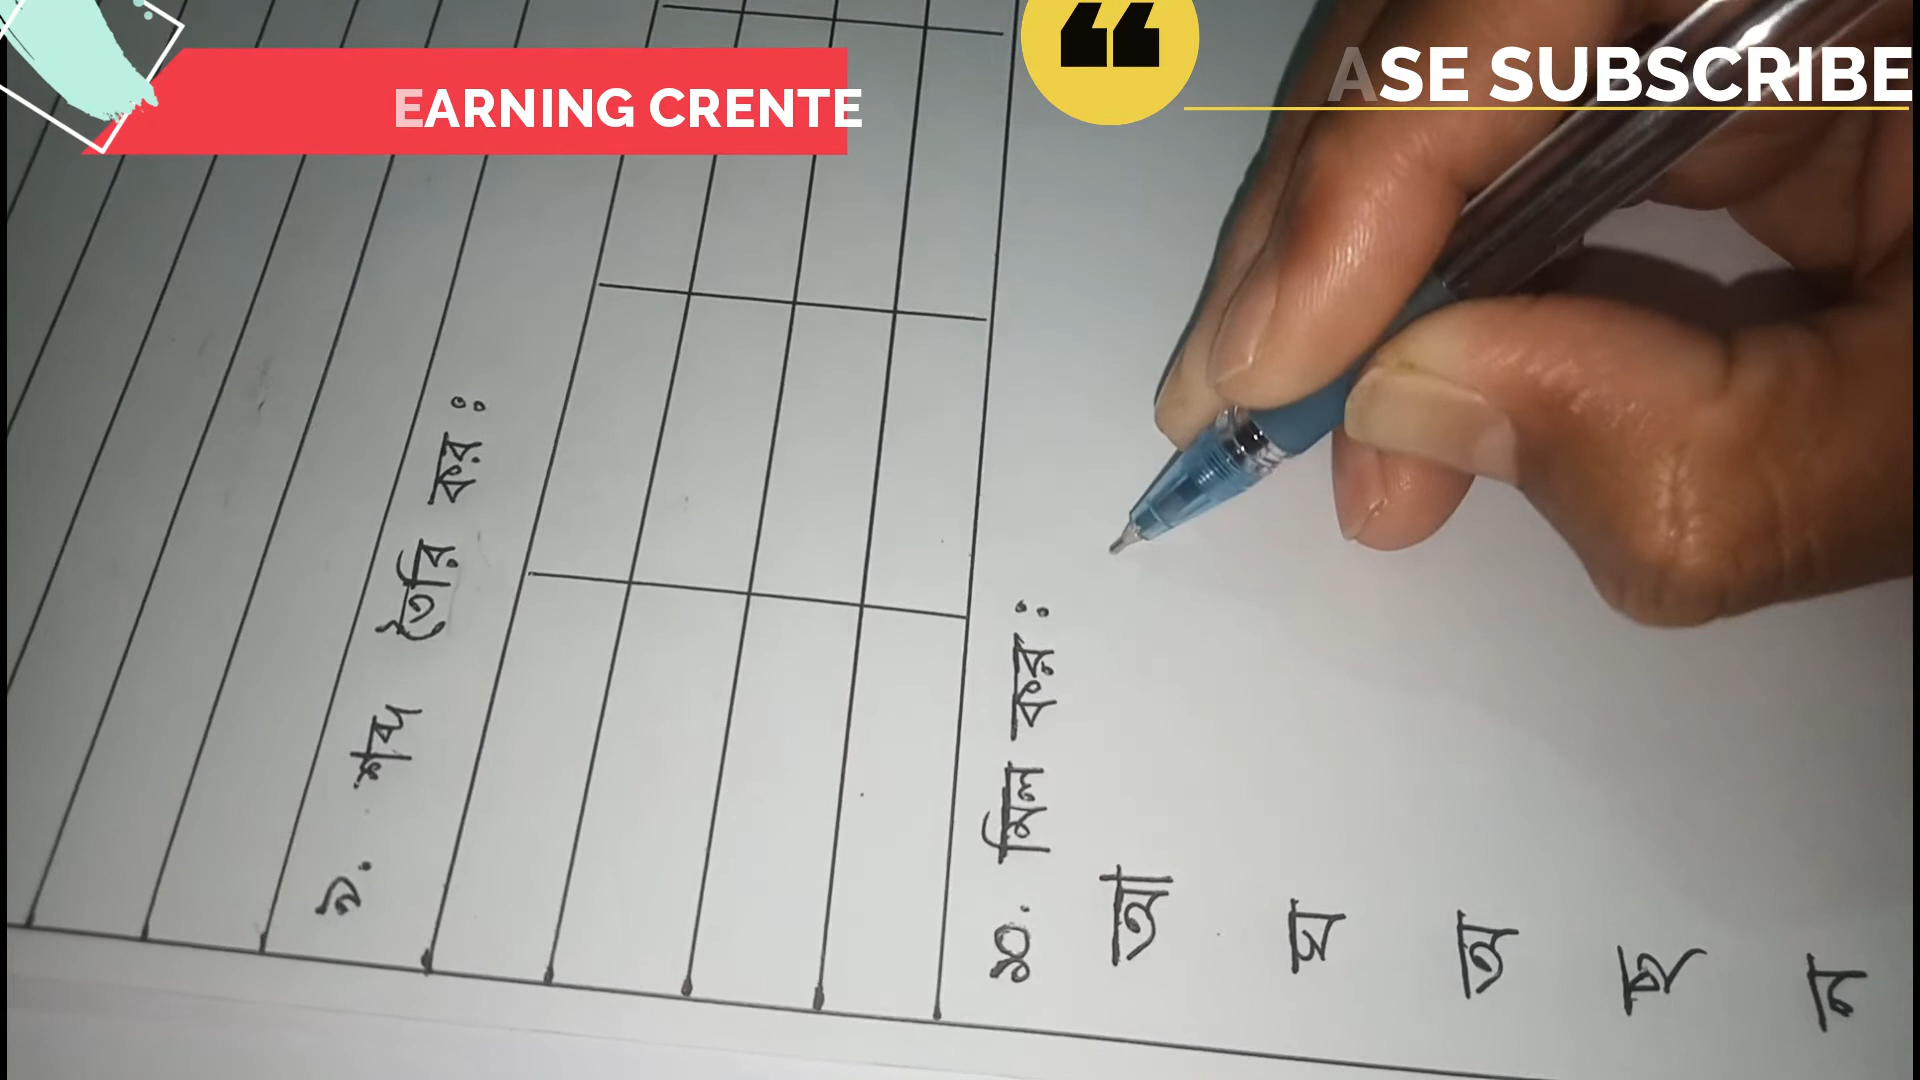 EARNING CRENTE
ASE SUBSCRIBE
৯. শব্দ তৈরি কর :
১০. মিল কর :
আ
ঘ
অ
ছ
ন